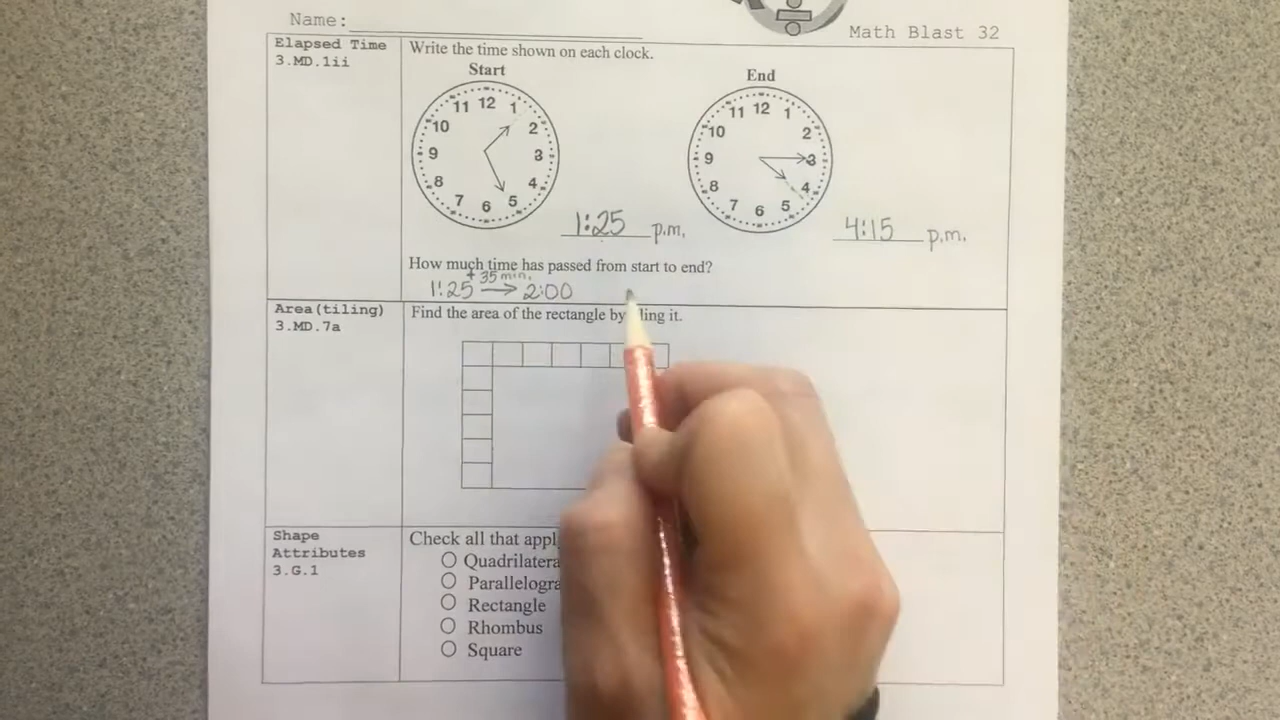 Name:
Math Blast 32
Elapsed Time
3.MD.1ii
Write the time shown on each clock.
Start
End
11 12 1
10 2
9 3
8 4
7 6 5
11 12 1
10 2
9 3
8 4
7 6 5
1:25 p.m.
4:15 p.m.
How much time has passed from start to end?
+ 35 min.
1:25 → 2:00
Area(tiling)
3.MD.7a
Find the area of the rectangle by ling it.
Shape
Attributes
3.G.1
Check all that appl
Quadrilatera
Parallelogra
Rectangle
Rhombus
Square